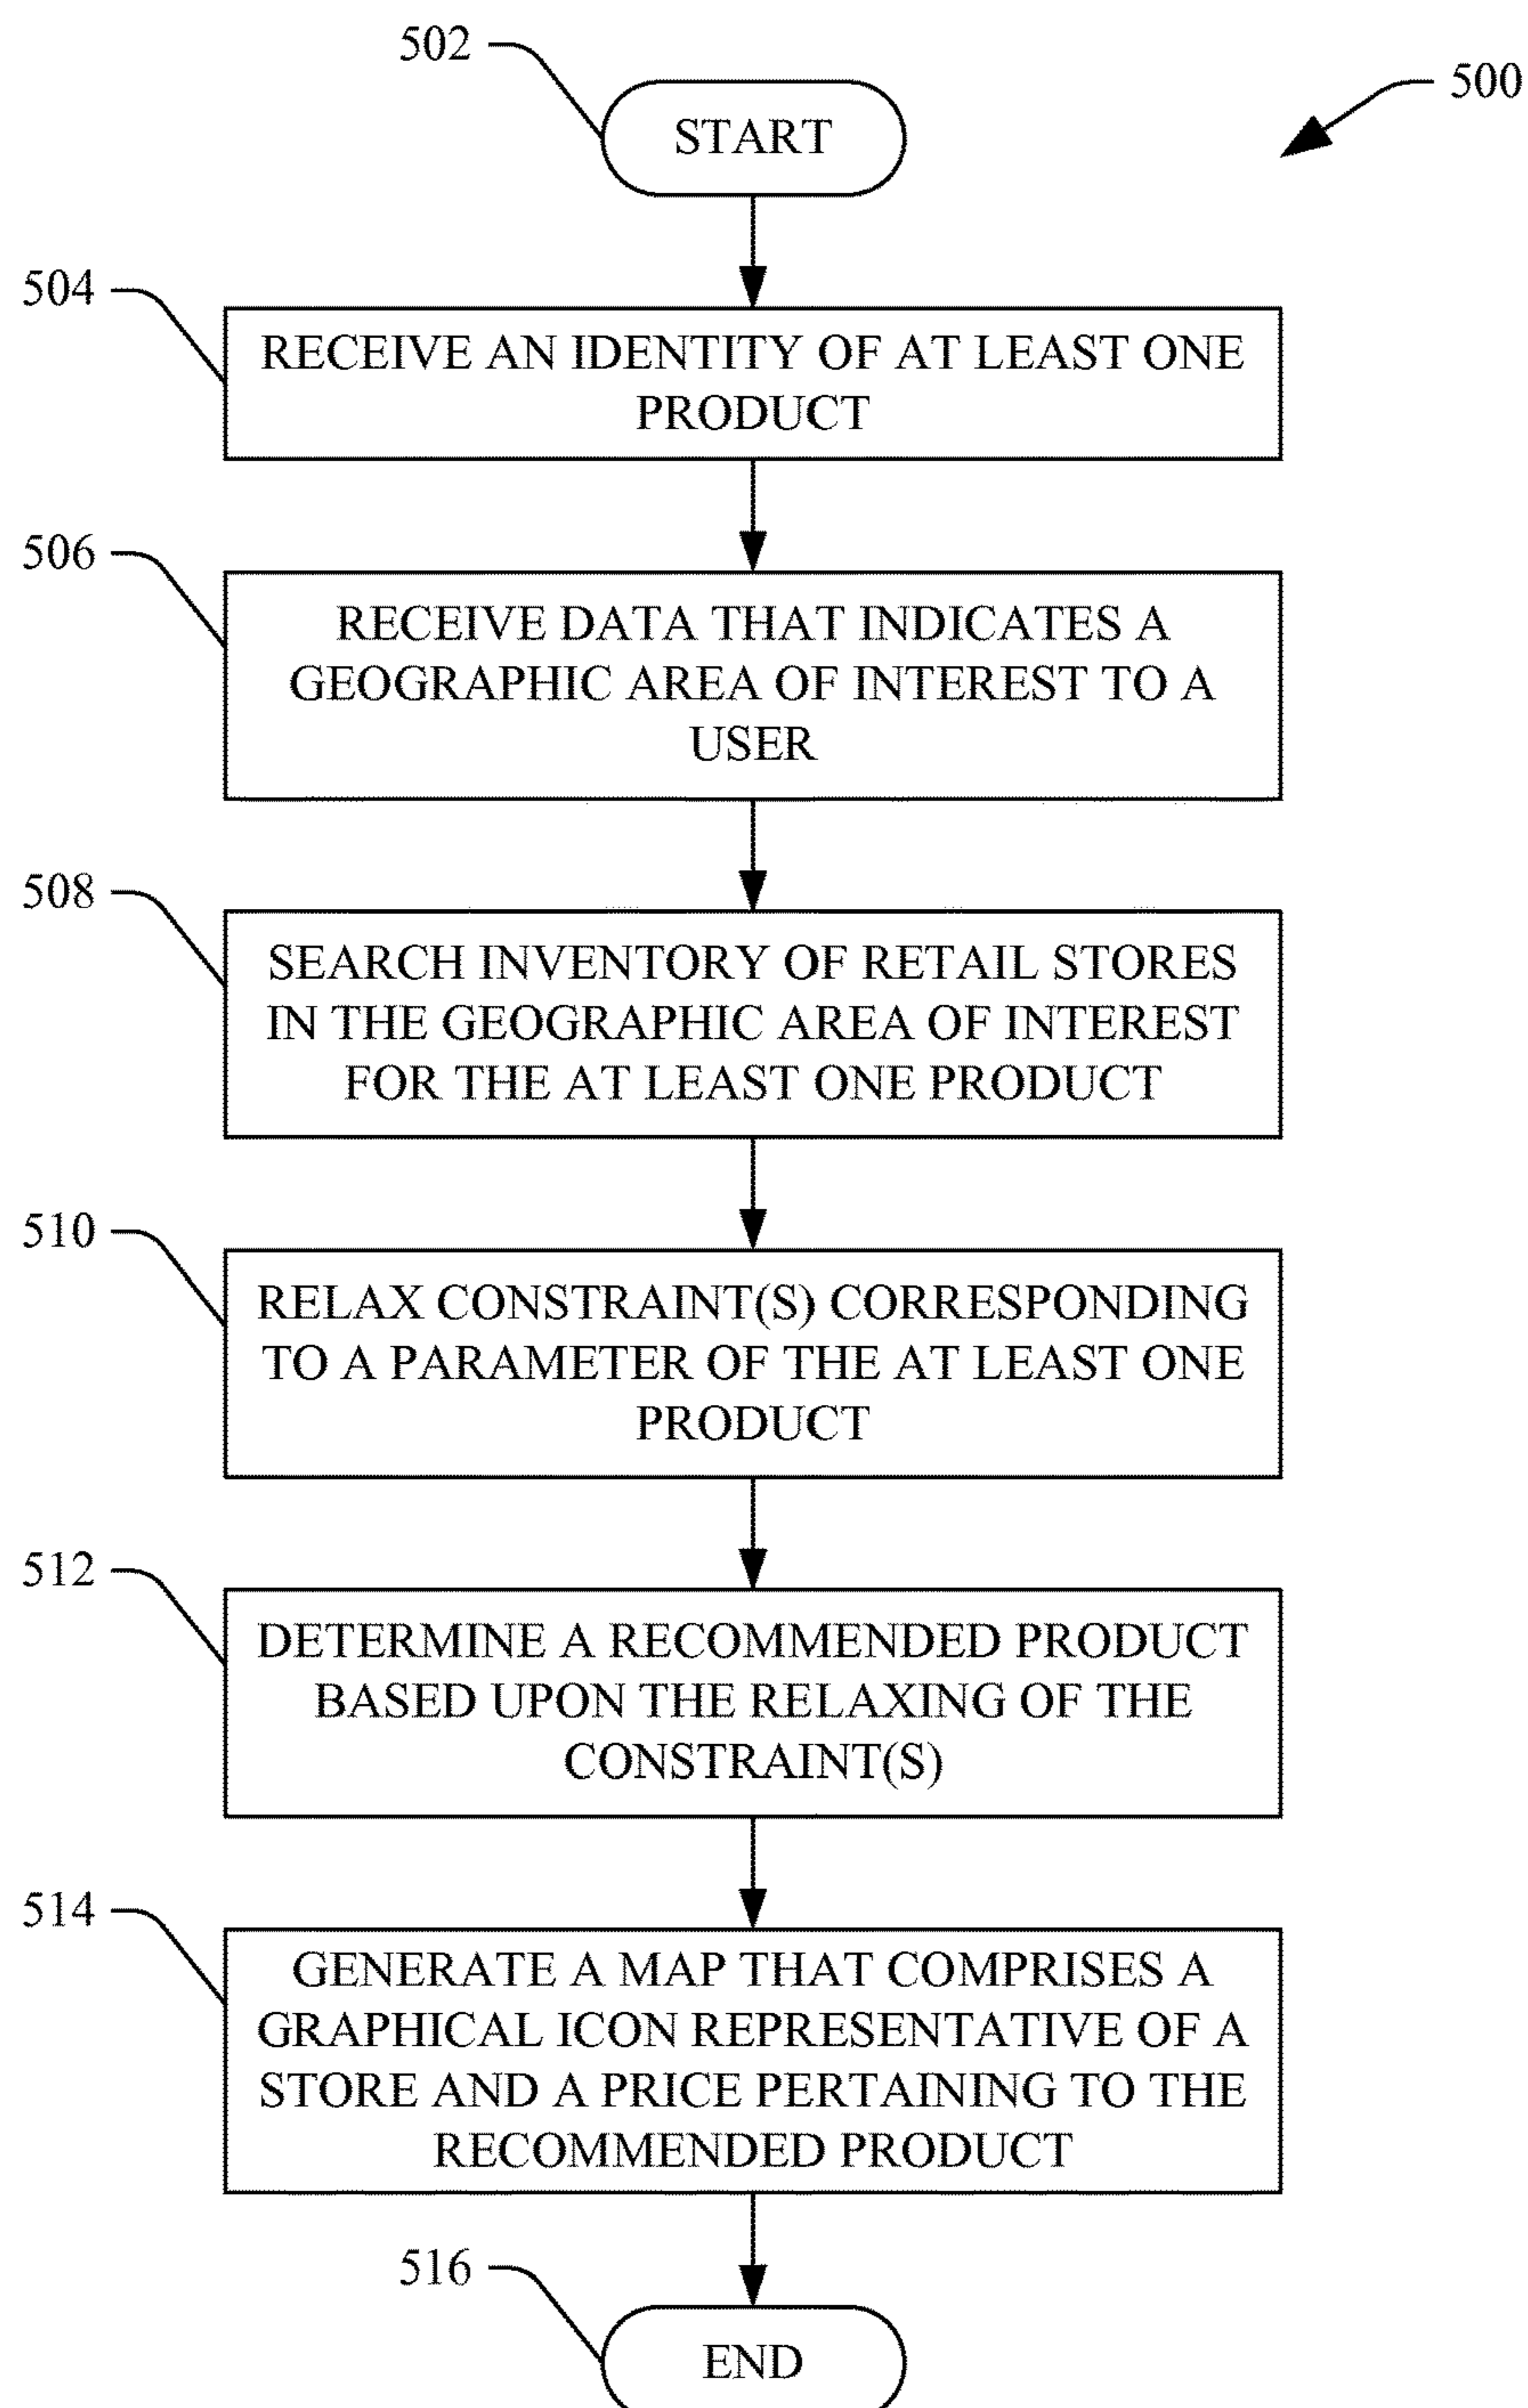 502
500
START
504
RECEIVE AN IDENTITY OF AT LEAST ONE
PRODUCT
506
RECEIVE DATA THAT INDICATES A
GEOGRAPHIC AREA OF INTEREST TO A
USER
508
SEARCH INVENTORY OF RETAIL STORES
IN THE GEOGRAPHIC AREA OF INTEREST
FOR THE AT LEAST ONE PRODUCT
510
RELAX CONSTRAINT(S) CORRESPONDING
TO A PARAMETER OF THE AT LEAST ONE
PRODUCT
512
DETERMINE A RECOMMENDED PRODUCT
BASED UPON THE RELAXING OF THE
CONSTRAINT(S)
514
GENERATE A MAP THAT COMPRISES A
GRAPHICAL ICON REPRESENTATIVE OF A
STORE AND A PRICE PERTAINING TO THE
RECOMMENDED PRODUCT
516
END